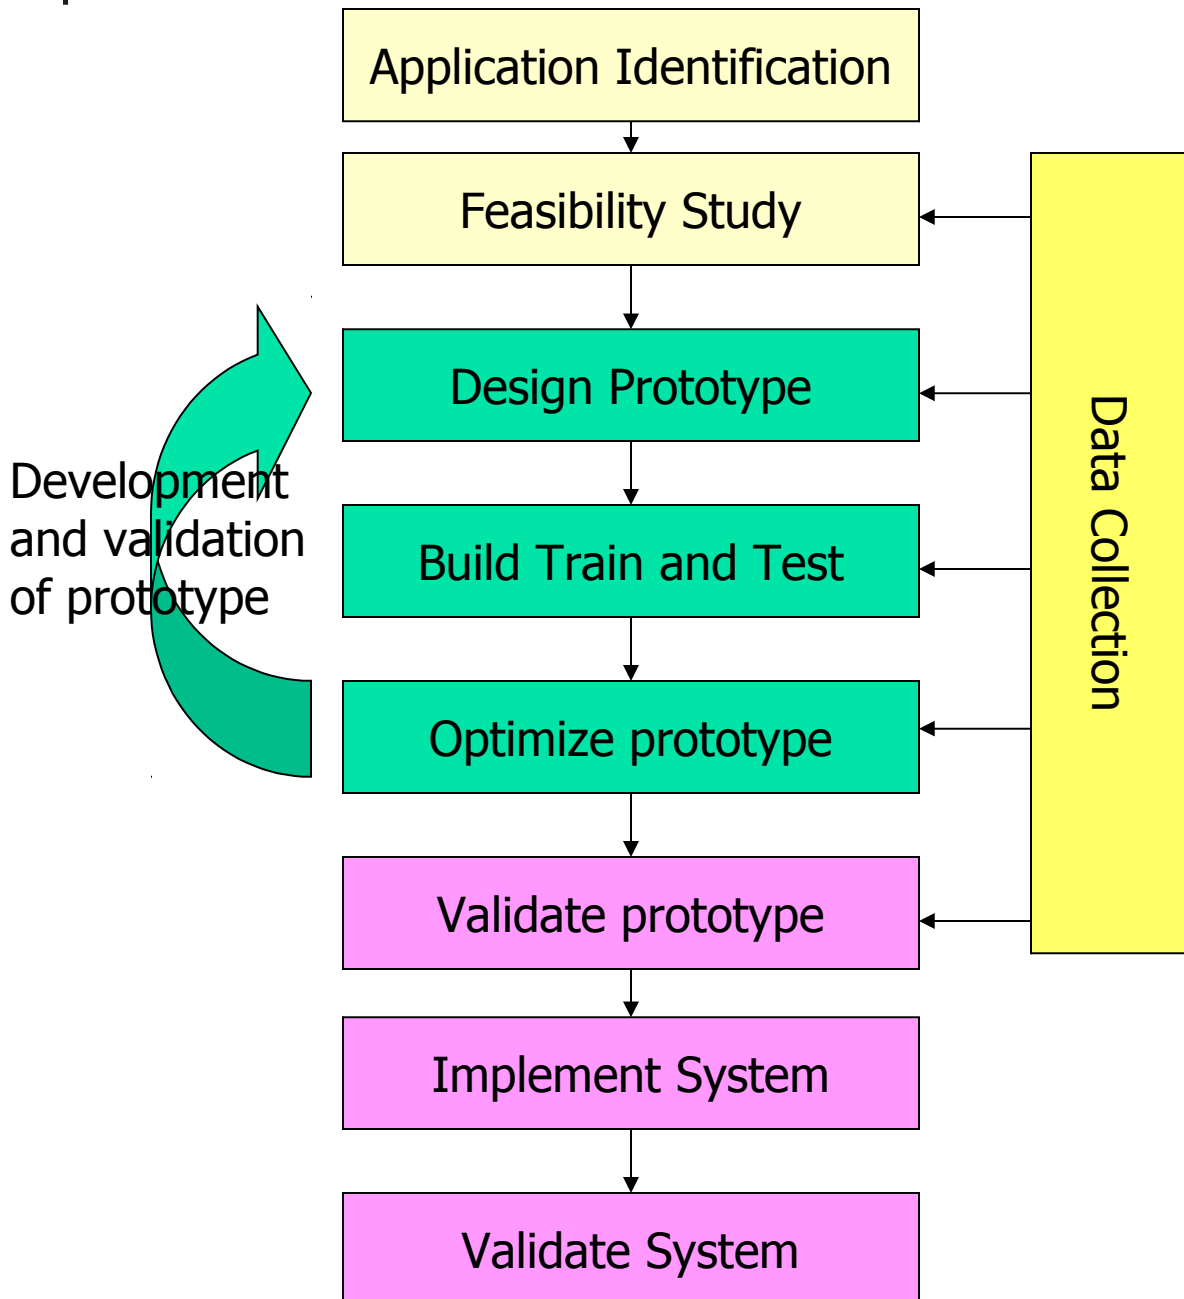 Application Identification
Feasibility Study
Design Prototype
Development
and validation
of prototype
Build Train and Test
Optimize prototype
Validate prototype
Implement System
Validate System
Data Collection